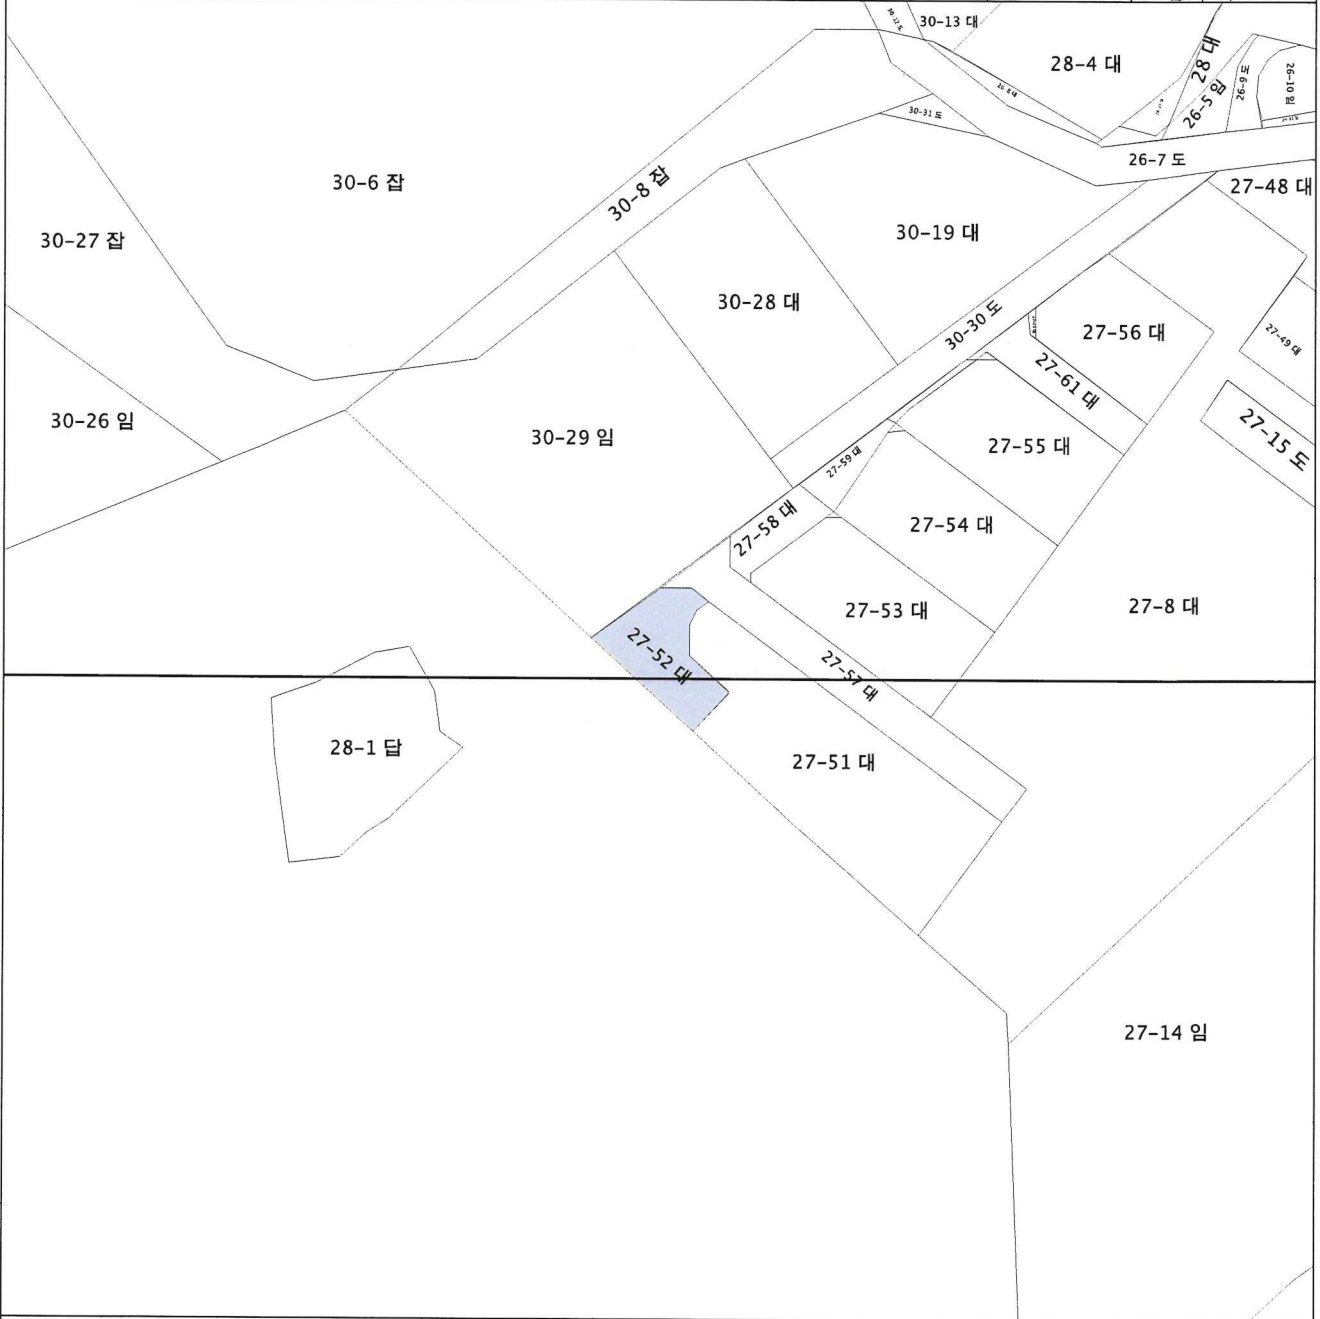 30-13 대
28-4 대
28 대
26-5 임
26-9 도
26-10 임
30-31 도
26-7 도
30-6 잡
30-8 잡
27-48 대
30-27 잡
30-19 대
30-28 대
30-30 도
27-56 대
27-49 대
27-61 대
30-26 임
30-29 임
27-15 도
27-55 대
27-59 대
27-58 대
27-54 대
27-53 대
27-8 대
27-52 대
27-57 대
28-1 답
27-51 대
27-14 임